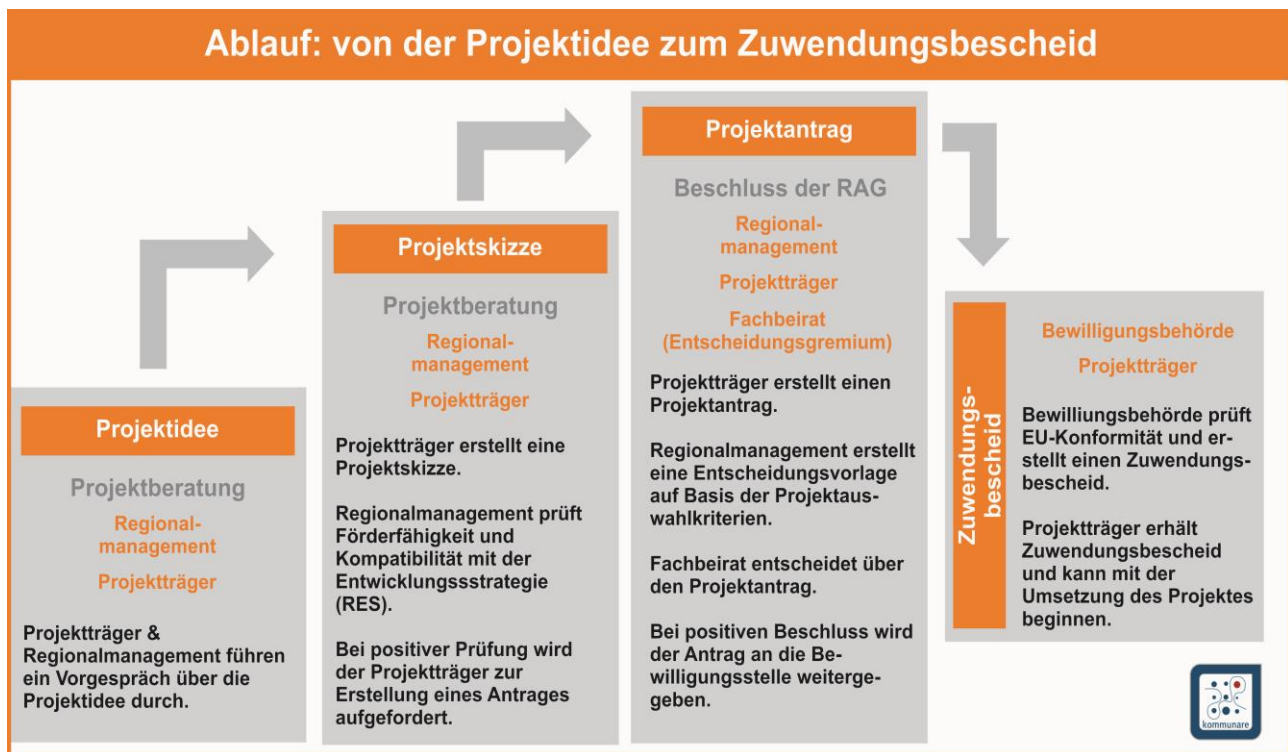 Ablauf: von der Projektidee zum Zuwendungsbescheid
Projektidee
Projektberatung
Regional-
management
Projektträger
Projektträger &
Regionalmanagement führen
ein Vorgespräch über die
Projektidee durch.
Projektskizze
Projektberatung
Regional-
management
Projektträger
Projektträger erstellt eine
Projektskizze.
Regionalmanagement prüft
Förderfähigkeit und
Kompatibilität mit der
Entwicklungssstrategie
(RES).
Bei positiver Prüfung wird
der Projektträger zur
Erstellung eines Antrages
aufgefordert.
Projektantrag
Beschluss der RAG
Regional-
management
Projektträger
Fachbeirat
(Entscheidungsgremium)
Projektträger erstellt einen
Projektantrag.
Regionalmanagement erstellt
eine Entscheidungsvorlage
auf Basis der Projektaus-
wahlkriterien.
Fachbeirat entscheidet über
den Projektantrag.
Bei positiven Beschluss wird
der Antrag an die Be-
willigungsstelle weiterge-
geben.
Zuwendungs-
bescheid
Bewilligungsbehörde
Projektträger
Bewilliungsbehörde prüft
EU-Konformität und er-
stellt einen Zuwendungs-
bescheid.
Projektträger erhält
Zuwendungsbescheid
und kann mit der
Umsetzung des Projektes
beginnen.
kommunare